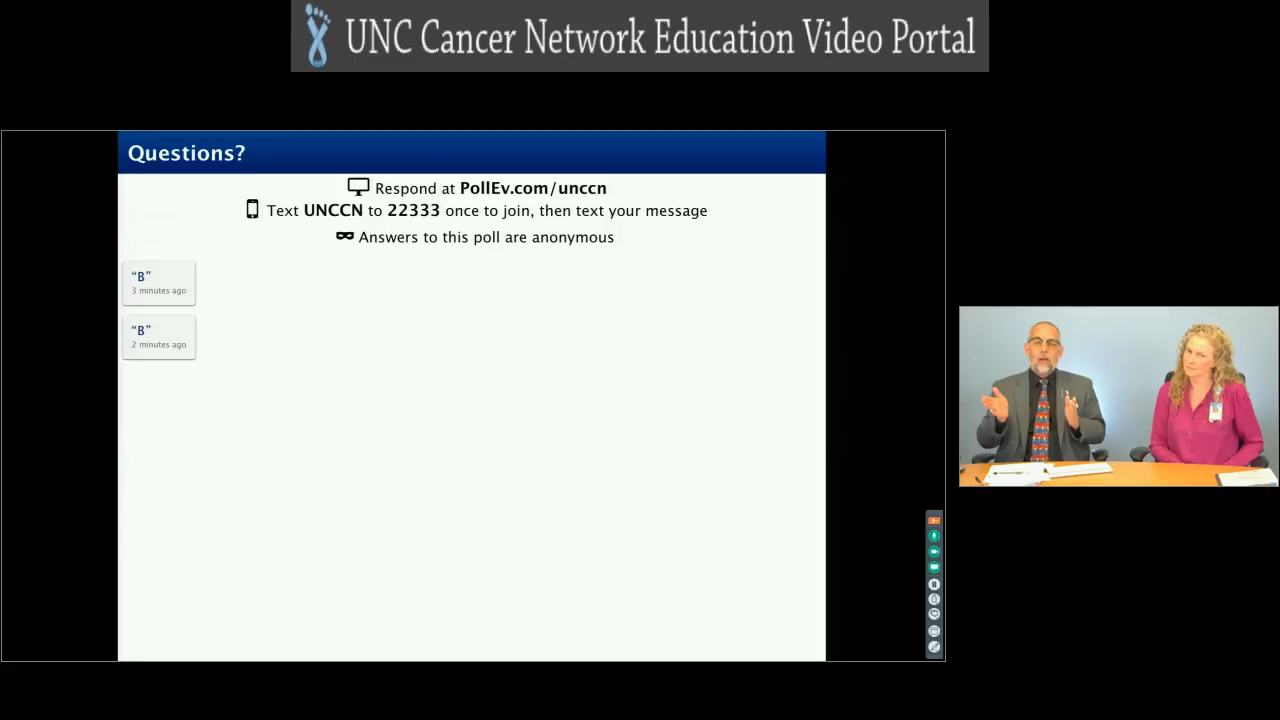 UNC Cancer Network Education Video Portal
Questions?
Respond at PollEv.com/unccn
Text UNCCN to 22333 once to join, then text your message
Answers to this poll are anonymous
“B”
3 minutes ago
“B”
2 minutes ago